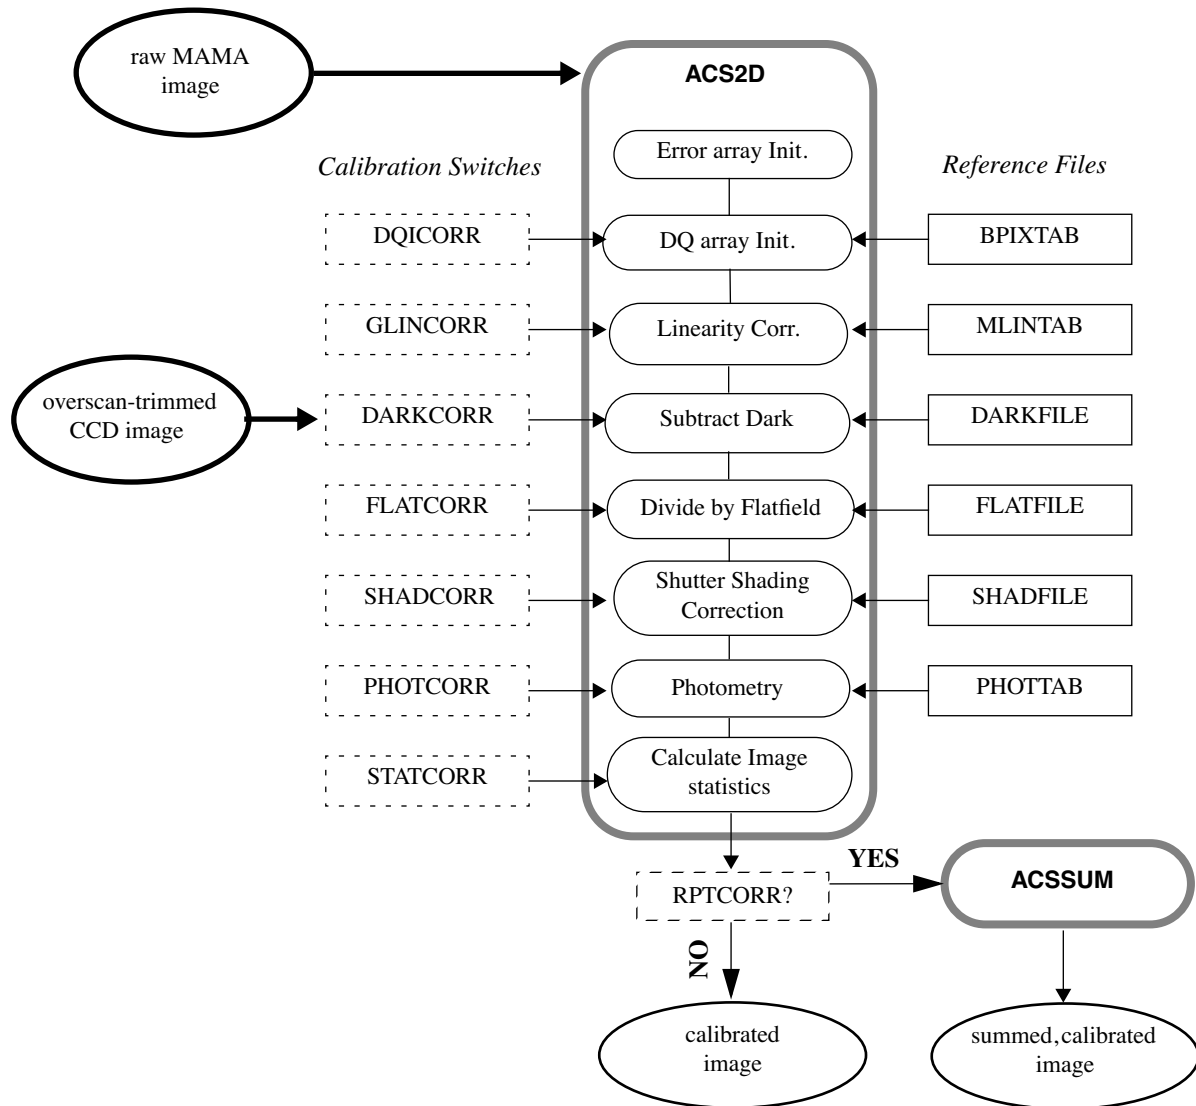 raw MAMA
image
ACS2D
Error array Init.
Calibration Switches
Reference Files
DQICORR
DQ array Init.
BPIXTAB
GLINCORR
Linearity Corr.
MLINTAB
overscan-trimmed
CCD image
DARKCORR
Subtract Dark
DARKFILE
FLATCORR
Divide by Flatfield
FLATFILE
SHADCORR
Shutter Shading
Correction
SHADFILE
PHOTCORR
Photometry
PHOTTAB
STATCORR
Calculate Image
statistics
RPTCORR?
YES
ACSSUM
NO
calibrated
image
summed,calibrated
image